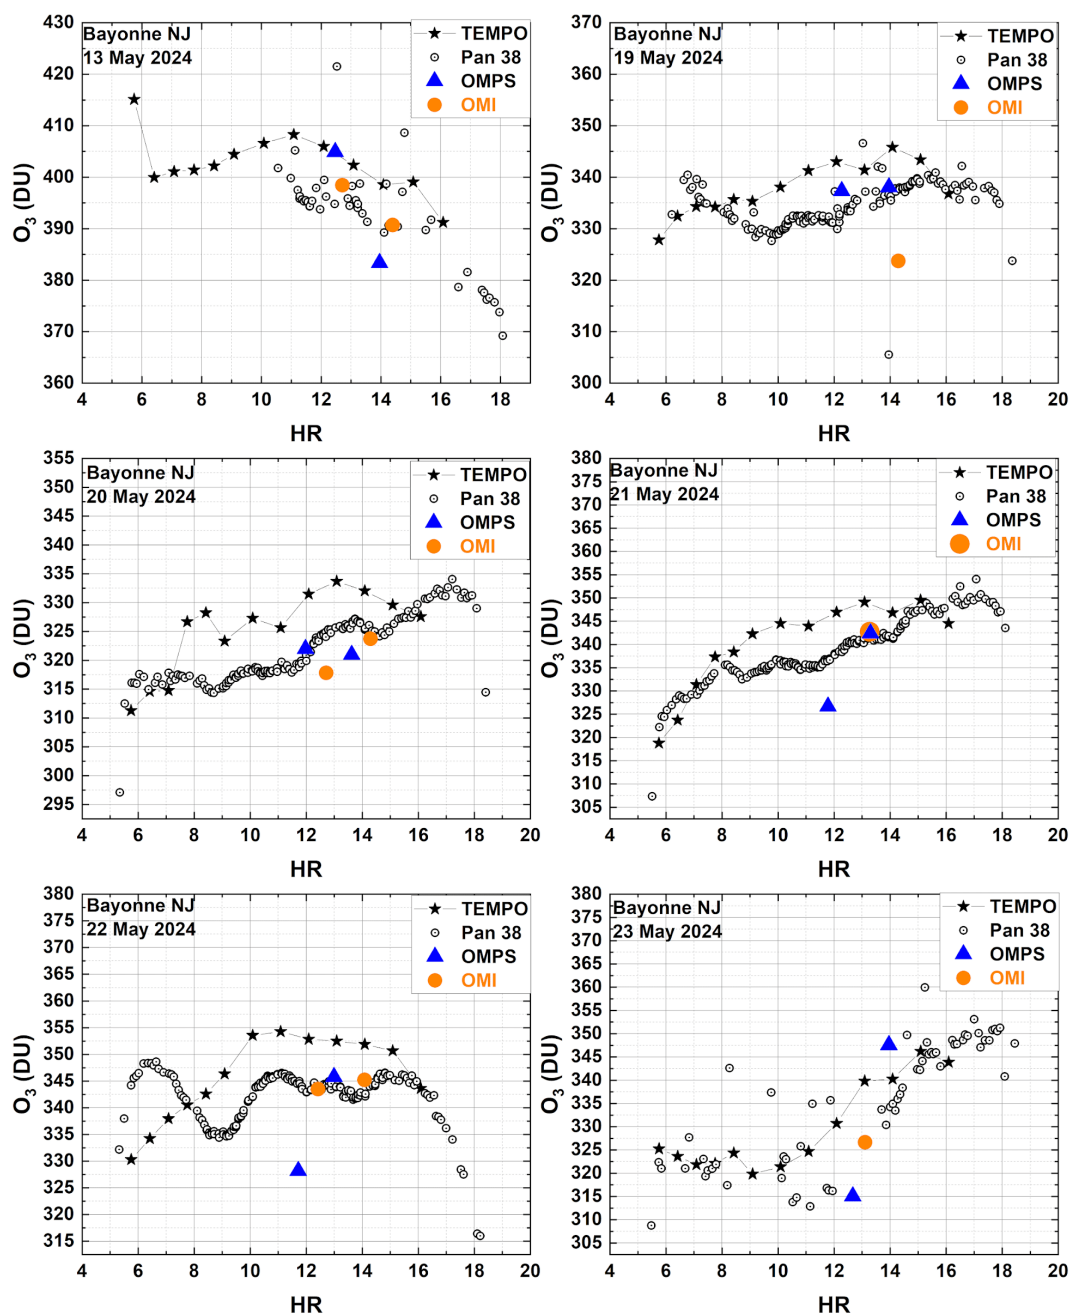 430
420
410
400
390
380
370
360
O3 (DU)
Bayonne NJ
13 May 2024
TEMPO
Pan 38
OMPS
OMI
4 6 8 10 12 14 16 18 20
HR
370
360
350
340
330
320
310
300
O3 (DU)
Bayonne NJ
19 May 2024
TEMPO
Pan 38
OMPS
OMI
4 6 8 10 12 14 16 18 20
HR
355
350
345
340
335
330
325
320
315
310
305
300
295
O3 (DU)
Bayonne NJ
20 May 2024
TEMPO
Pan 38
OMPS
OMI
4 6 8 10 12 14 16 18 20
HR
380
375
370
365
360
355
350
345
340
335
330
325
320
315
310
305
O3 (DU)
Bayonne NJ
21 May 2024
TEMPO
Pan 38
OMPS
OMI
4 6 8 10 12 14 16 18 20
HR
380
375
370
365
360
355
350
345
340
335
330
325
320
315
O3 (DU)
Bayonne NJ
22 May 2024
TEMPO
Pan 38
OMPS
OMI
4 6 8 10 12 14 16 18 20
HR
380
375
370
365
360
355
350
345
340
335
330
325
320
315
310
305
O3 (DU)
Bayonne NJ
23 May 2024
TEMPO
Pan 38
OMPS
OMI
4 6 8 10 12 14 16 18 20
HR